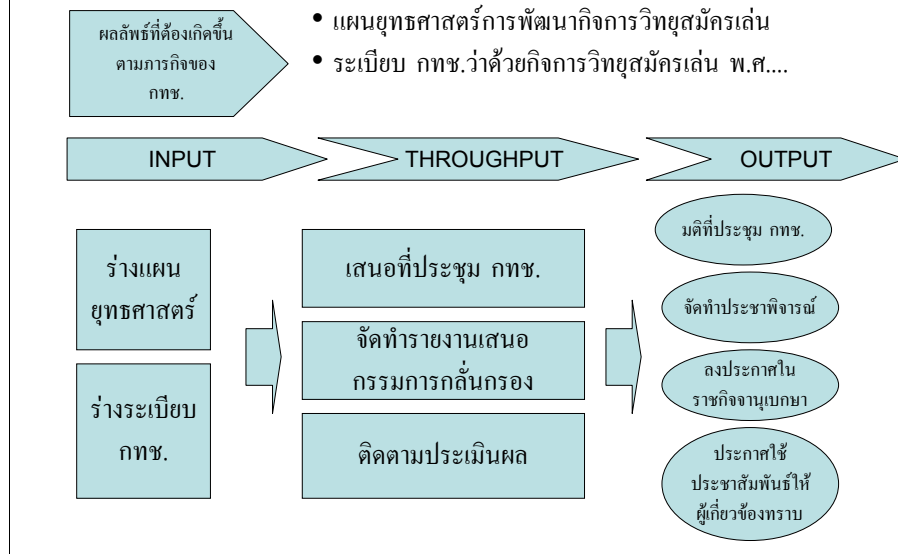 ผลลัพธ์ที่ต้องเกิดขึ้น
ตามภารกิจของ
กทช.
• แผนยุทธศาสตร์การพัฒนากิจการวิทยุสมัครเล่น
• ระเบียบ กทช.ว่าด้วยกิจการวิทยุสมัครเล่น พ.ศ....
INPUT
THROUGHPUT
OUTPUT
ร่างแผน
ยุทธศาสตร์
ร่างระเบียบ
กทช.
เสนอที่ประชุม กทช.
จัดทำรายงานเสนอ
กรรมการกลั่นกรอง
ติดตามประเมินผล
มติที่ประชุม กทช.
จัดทำประชาพิจารณ์
ลงประกาศใน
ราชกิจจานุเบกษา
ประกาศใช้
ประชาสัมพันธ์ให้
ผู้เกี่ยวข้องทราบ